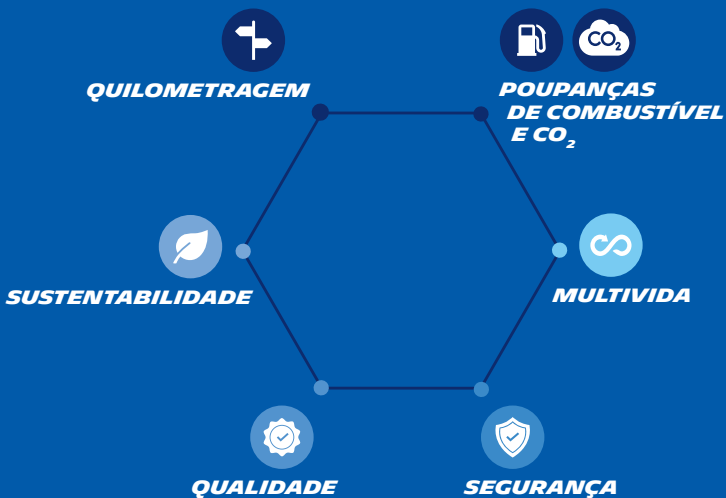 CO₂
QUILOMETRAGEM
POUPANÇAS
DE COMBUSTÍVEL
E CO₂
SUSTENTABILIDADE
MULTIVIDA
QUALIDADE
SEGURANÇA